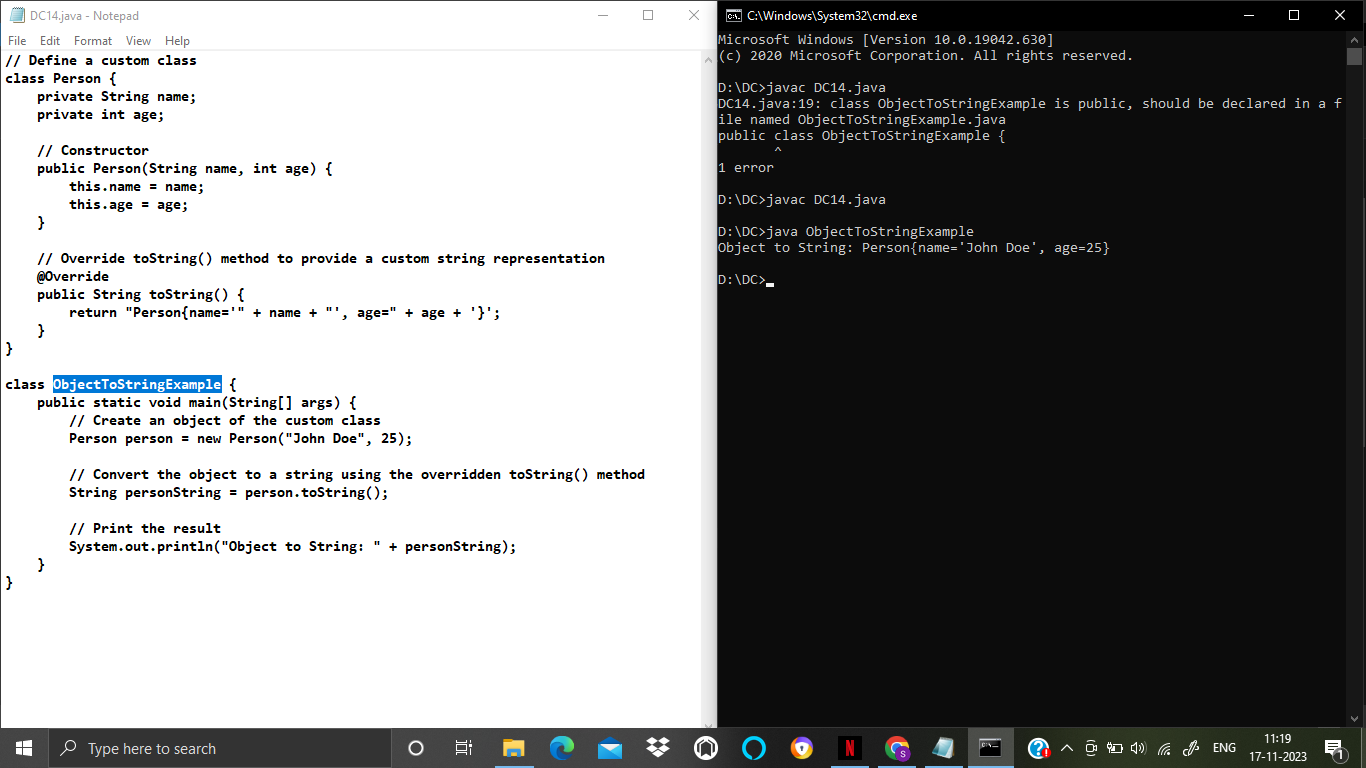 DC14.java - Notepad
File Edit Format View Help
// Define a custom class
class Person {
    private String name;
    private int age;

    // Constructor
    public Person(String name, int age) {
        this.name = name;
        this.age = age;
    }

    // Override toString() method to provide a custom string representation
    @Override
    public String toString() {
        return "Person{name='" + name + "', age=" + age + '}';
    }
}

class ObjectToStringExample {
    public static void main(String[] args) {
        // Create an object of the custom class
        Person person = new Person("John Doe", 25);

        // Convert the object to a string using the overridden toString() method
        String personString = person.toString();

        // Print the result
        System.out.println("Object to String: " + personString);
    }
}
C:\Windows\System32\cmd.exe
Microsoft Windows [Version 10.0.19042.630]
(c) 2020 Microsoft Corporation. All rights reserved.

D:\DC>javac DC14.java
DC14.java:19: class ObjectToStringExample is public, should be declared in a f
ile named ObjectToStringExample.java
public class ObjectToStringExample {
       ^
1 error

D:\DC>javac DC14.java

D:\DC>java ObjectToStringExample
Object to String: Person{name='John Doe', age=25}

D:\DC>
Type here to search
N
S
ENG
11:19
17-11-2023
1